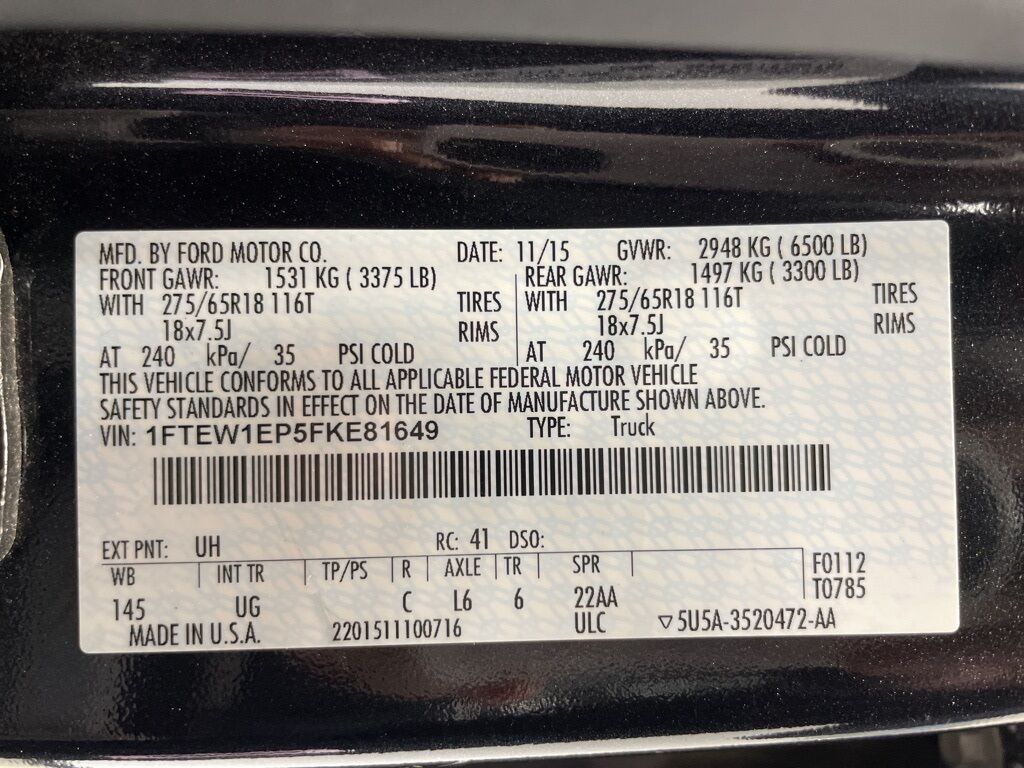 MFD. BY FORD MOTOR CO. DATE: 11/15 GVWR: 2948 KG ( 6500 LB)
FRONT GAWR: 1531 KG ( 3375 LB) REAR GAWR: 1497 KG ( 3300 LB)
WITH 275/65R18 116T TIRES WITH 275/65R18 116T TIRES
18x7.5J RIMS 18x7.5J RIMS
AT 240 kPa/ 35 PSI COLD AT 240 kPa/ 35 PSI COLD
THIS VEHICLE CONFORMS TO ALL APPLICABLE FEDERAL MOTOR VEHICLE
SAFETY STANDARDS IN EFFECT ON THE DATE OF MANUFACTURE SHOWN ABOVE.
VIN: 1FTEW1EP5FKE81649 TYPE: Truck
EXT PNT: UH RC: 41 DSO:
WB INT TR TP/PS R AXLE TR SPR F0112
145 UG C L6 6 22AA T0785
MADE IN U.S.A. 2201511100716 ULC ▽5U5A-3520472-AA